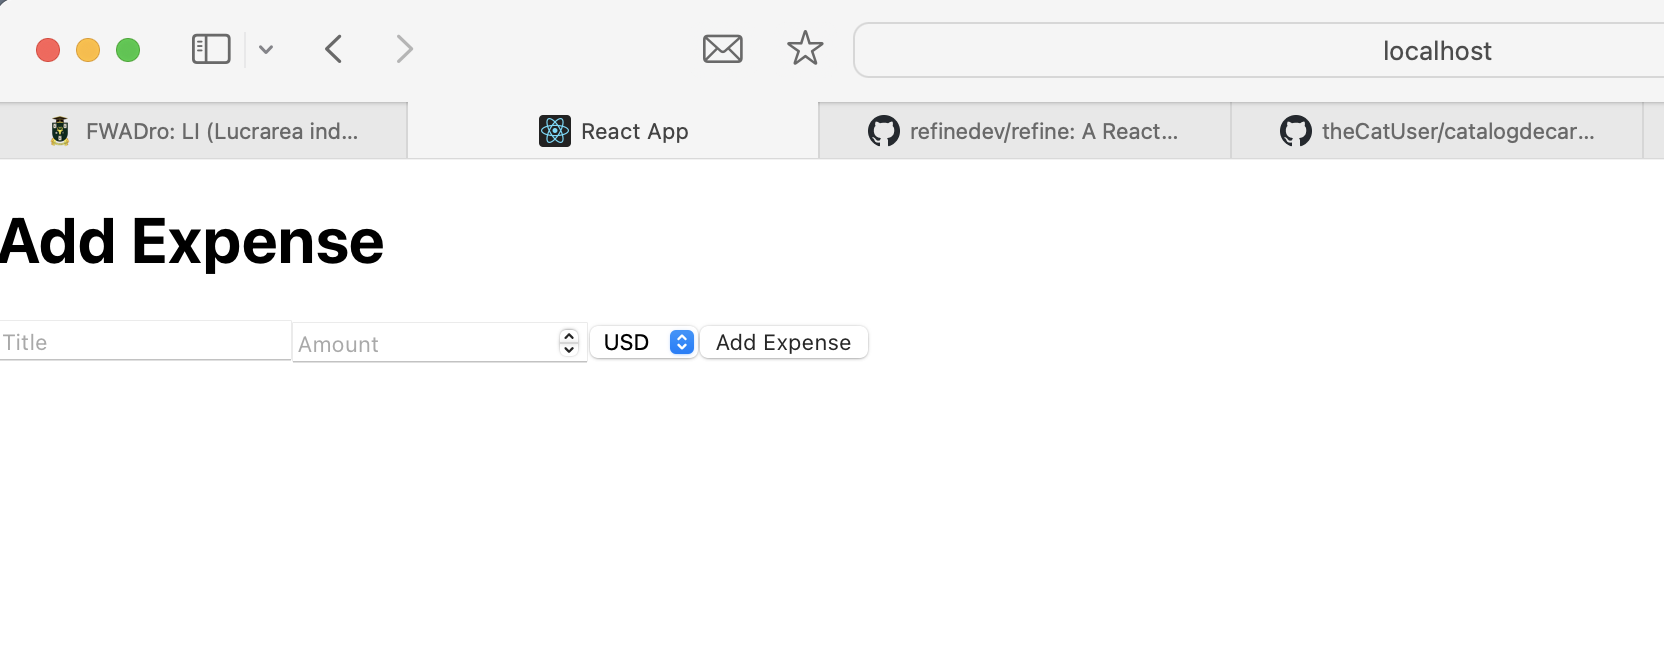 localhost
FWADro: LI (Lucrarea ind...
React App
refinedev/refine: A React...
theCatUser/catalogdecar...
Add Expense
Title
Amount
USD
Add Expense